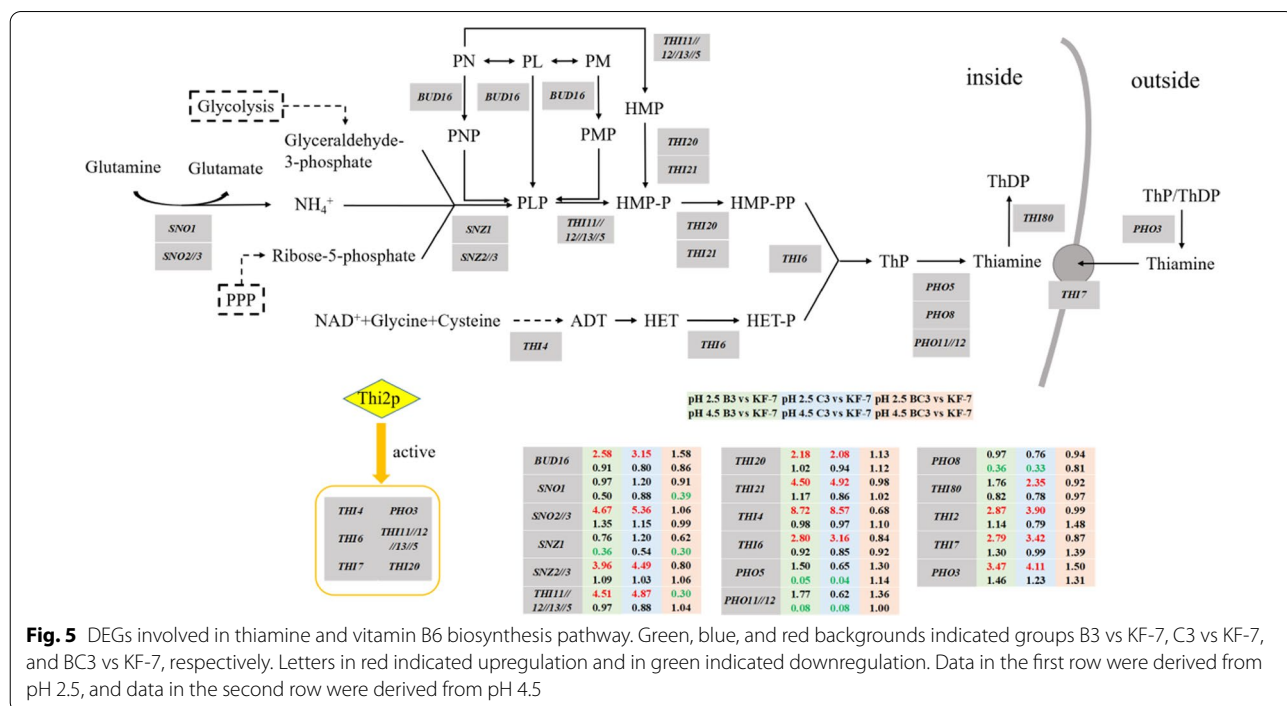 PN PL PM
THI11//
12//13//5
inside
outside
BUD16 BUD16 BUD16
Glycolysis
HMP
Glyceraldehyde-
3-phosphate
PNP
PMP
THI20
THI21
Glutamine
Glutamate
NH₄⁺
PLP
HMP-P
HMP-PP
ThDP
ThP/ThDP
THI80
PHO3
SNO1
SNO2//3
SNZ1
SNZ2//3
THI11//
12//13//5
THI20
THI21
Ribose-5-phosphate
THI6
ThP
Thiamine
Thiamine
PPP
THI7
PHO5
PHO8
PHO11//12
NAD⁺+Glycine+Cysteine
ADT
HET
HET-P
THI4
THI6
Thi2p
active
THI4 PHO3
THI6 THI11//12
//13//5
THI7 THI20
pH 2.5 B3 vs KF-7 pH 2.5 C3 vs KF-7 pH 2.5 BC3 vs KF-7
pH 4.5 B3 vs KF-7 pH 4.5 C3 vs KF-7 pH 4.5 BC3 vs KF-7
BUD16 2.58 3.15 1.58
0.91 0.80 0.86
SNO1 0.97 1.20 0.91
0.50 0.88 0.39
SNO2//3 4.67 5.36 1.06
1.35 1.15 0.99
SNZ1 0.76 1.20 0.62
0.36 0.54 0.30
SNZ2//3 3.96 4.49 0.80
1.09 1.03 1.06
THI11// 4.51 4.87 0.30
12//13//5 0.97 0.88 1.04
THI20 2.18 2.08 1.13
1.02 0.94 1.12
THI21 4.50 4.92 0.98
1.17 0.86 1.02
THI4 8.72 8.57 0.68
0.98 0.97 1.10
THI6 2.80 3.16 0.84
0.92 0.85 0.92
PHO5 1.50 0.65 1.30
0.05 0.04 1.14
PHO11//12 1.77 0.62 1.36
0.08 0.08 1.00
PHO8 0.97 0.76 0.94
0.36 0.33 0.81
THI80 1.76 2.35 0.92
0.82 0.78 0.97
THI2 2.87 3.90 0.99
1.14 0.79 1.48
THI7 2.79 3.42 0.87
1.30 0.99 1.39
PHO3 3.47 4.11 1.50
1.46 1.23 1.31
Fig. 5 DEGs involved in thiamine and vitamin B6 biosynthesis pathway. Green, blue, and red backgrounds indicated groups B3 vs KF-7, C3 vs KF-7,
and BC3 vs KF-7, respectively. Letters in red indicated upregulation and in green indicated downregulation. Data in the first row were derived from
pH 2.5, and data in the second row were derived from pH 4.5